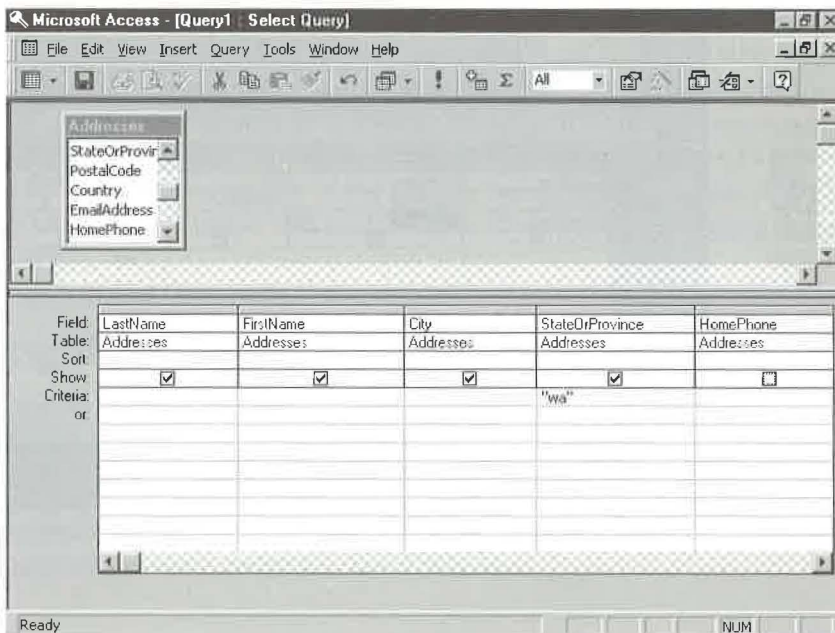 Microsoft Access - [Query1 : Select Query]
File Edit View Insert Query Tools Window Help
All
Addresses
StateOrProvir
PostalCode
Country
EmailAddress
HomePhone
Field: LastName FirstName City StateOrProvince HomePhone
Table: Addresses Addresses Addresses Addresses Addresses
Sort:
Show:
Criteria: "wa"
or:
Ready NUM